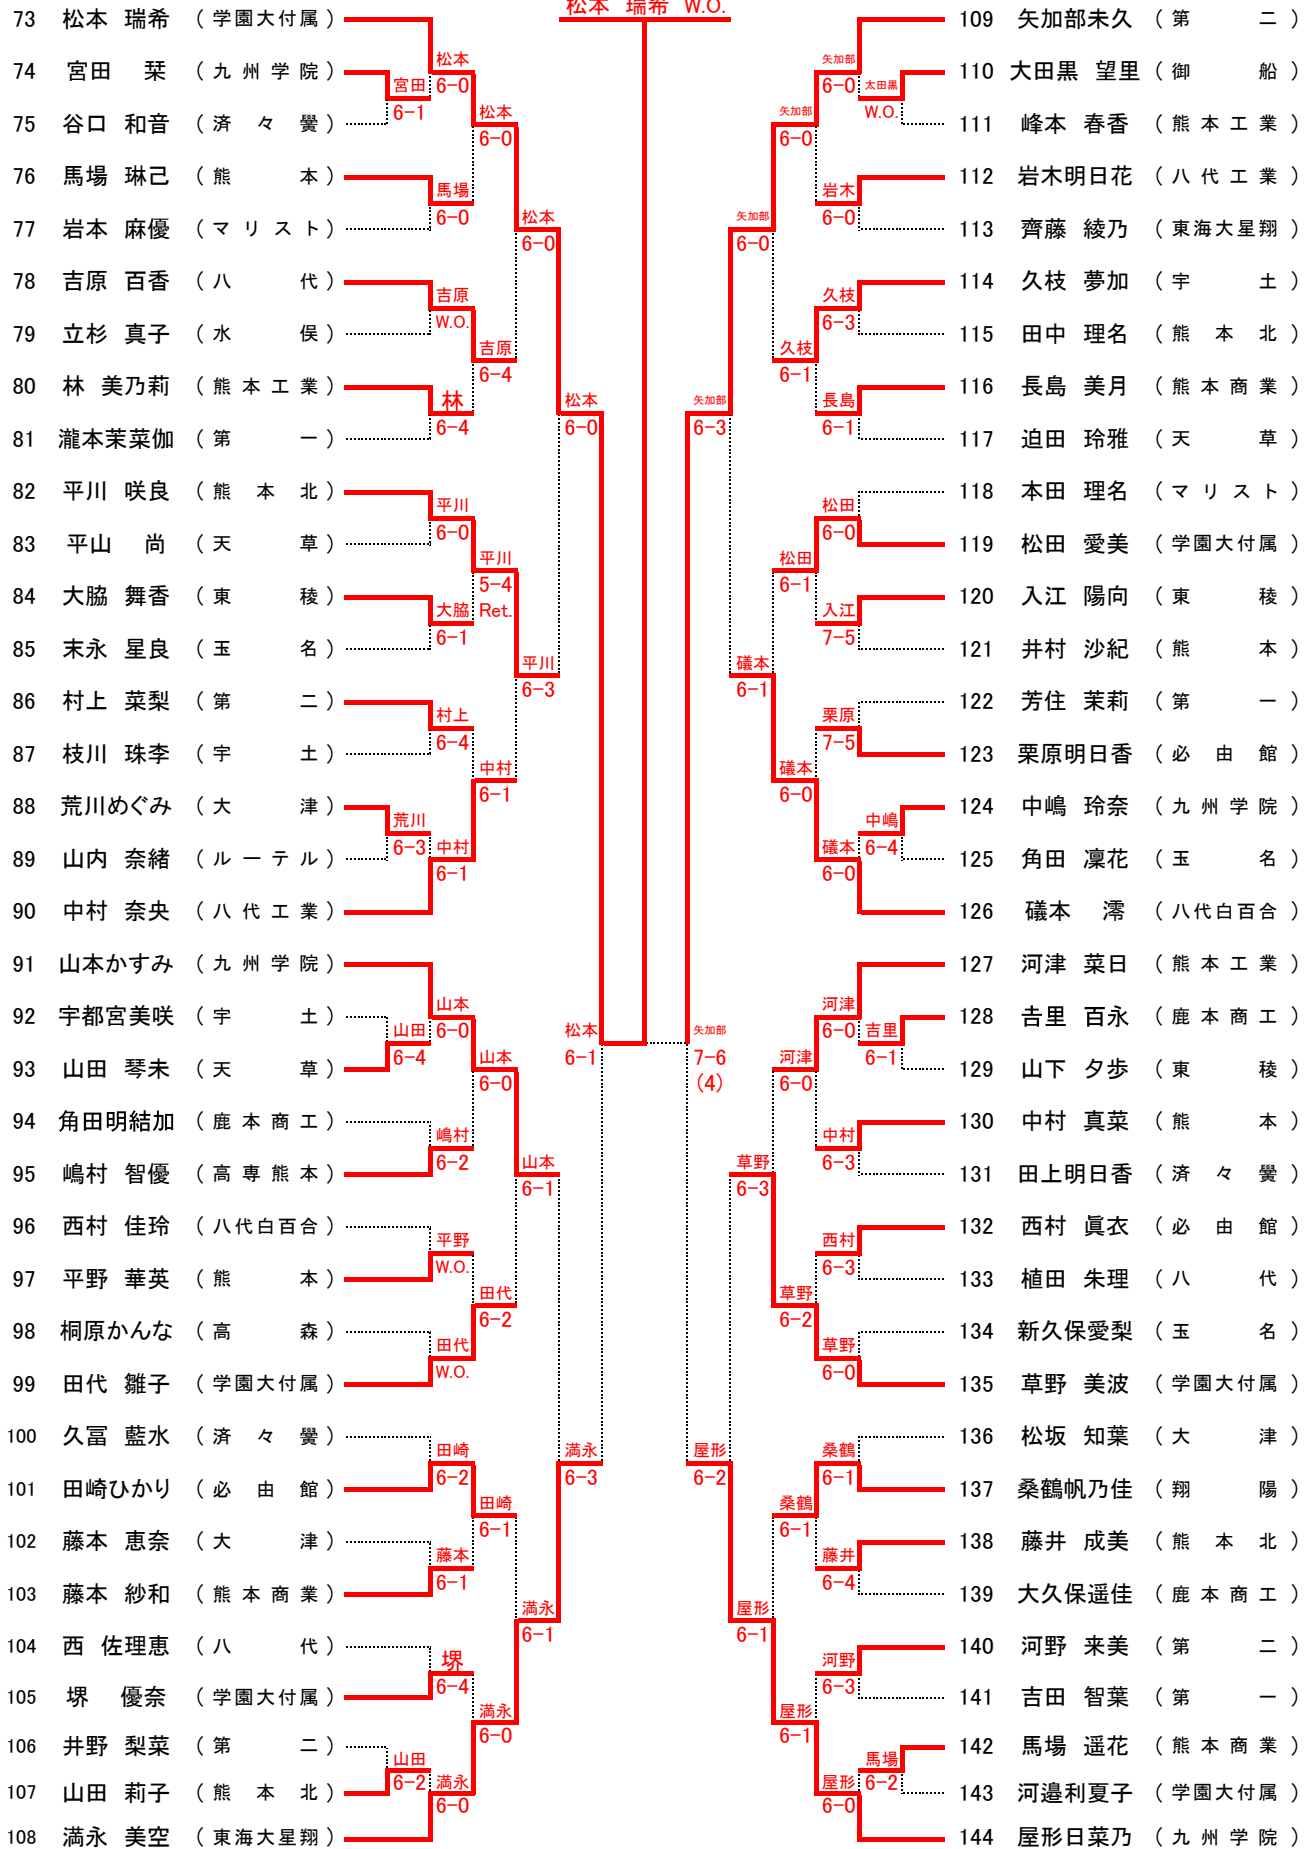 松本 瑞希 W.O.
73 松本 瑞希 （学園大付属）
74 宮田 栞 （九州学院）
75 谷口 和音 （済々黌）
76 馬場 琳己 （熊本）
77 岩本 麻優 （マリスト）
78 吉原 百香 （八代）
79 立杉 真子 （水俣）
80 林 美乃莉 （熊本工業）
81 瀧本茉菜伽 （第一）
82 平川 咲良 （熊本北）
83 平山 尚 （天草）
84 大脇 舞香 （東稜）
85 末永 星良 （玉名）
86 村上 菜梨 （第二）
87 枝川 珠李 （宇土）
88 荒川めぐみ （大津）
89 山内 奈緒 （ルーテル）
90 中村 奈央 （八代工業）
91 山本かすみ （九州学院）
92 宇都宮美咲 （宇土）
93 山田 琴未 （天草）
94 角田明結加 （鹿本商工）
95 嶋村 智優 （高専熊本）
96 西村 佳玲 （八代白百合）
97 平野 華英 （熊本）
98 桐原かんな （高森）
99 田代 雛子 （学園大付属）
100 久冨 藍水 （済々黌）
101 田崎ひかり （必由館）
102 藤本 恵奈 （大津）
103 藤本 紗和 （熊本商業）
104 西 佐理恵 （八代）
105 堺 優奈 （学園大付属）
106 井野 梨菜 （第二）
107 山田 莉子 （熊本北）
108 満永 美空 （東海大星翔）
宮田
6-1
荒川
6-3
山田
6-4
山田
6-2
松本
6-0
馬場
6-0
吉原
W.O.
林
6-4
平川
6-0
大脇
6-1
村上
6-4
中村
6-1
山本
6-0
嶋村
6-2
平野
W.O.
田代
W.O.
田崎
6-2
藤本
6-1
堺
6-4
満永
6-0
松本
6-0
吉原
6-4
平川
5-4
Ret.
中村
6-1
山本
6-0
田代
6-2
田崎
6-1
満永
6-0
松本
6-0
平川
6-3
山本
6-1
満永
6-1
松本
6-0
満永
6-3
松本
6-1
矢加部
7-6
(4)
矢加部
6-3
屋形
6-2
矢加部
6-0
礒本
6-1
草野
6-3
屋形
6-1
矢加部
6-0
久枝
6-1
松田
6-1
礒本
6-0
河津
6-0
草野
6-2
桑鶴
6-1
屋形
6-1
矢加部
6-0
岩木
6-0
久枝
6-3
長島
6-1
松田
6-0
入江
7-5
栗原
7-5
礒本
6-0
河津
6-0
中村
6-3
西村
6-3
草野
6-0
桑鶴
6-1
藤井
6-4
河野
6-3
屋形
6-0
太田黒
W.O.
中嶋
6-4
吉里
6-1
馬場
6-2
109 矢加部未久 （第二）
110 大田黒 望里 （御船）
111 峰本 春香 （熊本工業）
112 岩木明日花 （八代工業）
113 齊藤 綾乃 （東海大星翔）
114 久枝 夢加 （宇土）
115 田中 理名 （熊本北）
116 長島 美月 （熊本商業）
117 迫田 玲雅 （天草）
118 本田 理名 （マリスト）
119 松田 愛美 （学園大付属）
120 入江 陽向 （東稜）
121 井村 沙紀 （熊本）
122 芳住 茉莉 （第一）
123 栗原明日香 （必由館）
124 中嶋 玲奈 （九州学院）
125 角田 凜花 （玉名）
126 礒本 澪 （八代白百合）
127 河津 菜日 （熊本工業）
128 𠮷里 百永 （鹿本商工）
129 山下 夕歩 （東稜）
130 中村 真菜 （熊本）
131 田上明日香 （済々黌）
132 西村 眞衣 （必由館）
133 植田 朱理 （八代）
134 新久保愛梨 （玉名）
135 草野 美波 （学園大付属）
136 松坂 知葉 （大津）
137 桑鶴帆乃佳 （翔陽）
138 藤井 成美 （熊本北）
139 大久保遥佳 （鹿本商工）
140 河野 来美 （第二）
141 吉田 智葉 （第一）
142 馬場 遥花 （熊本商業）
143 河邉利夏子 （学園大付属）
144 屋形日菜乃 （九州学院）